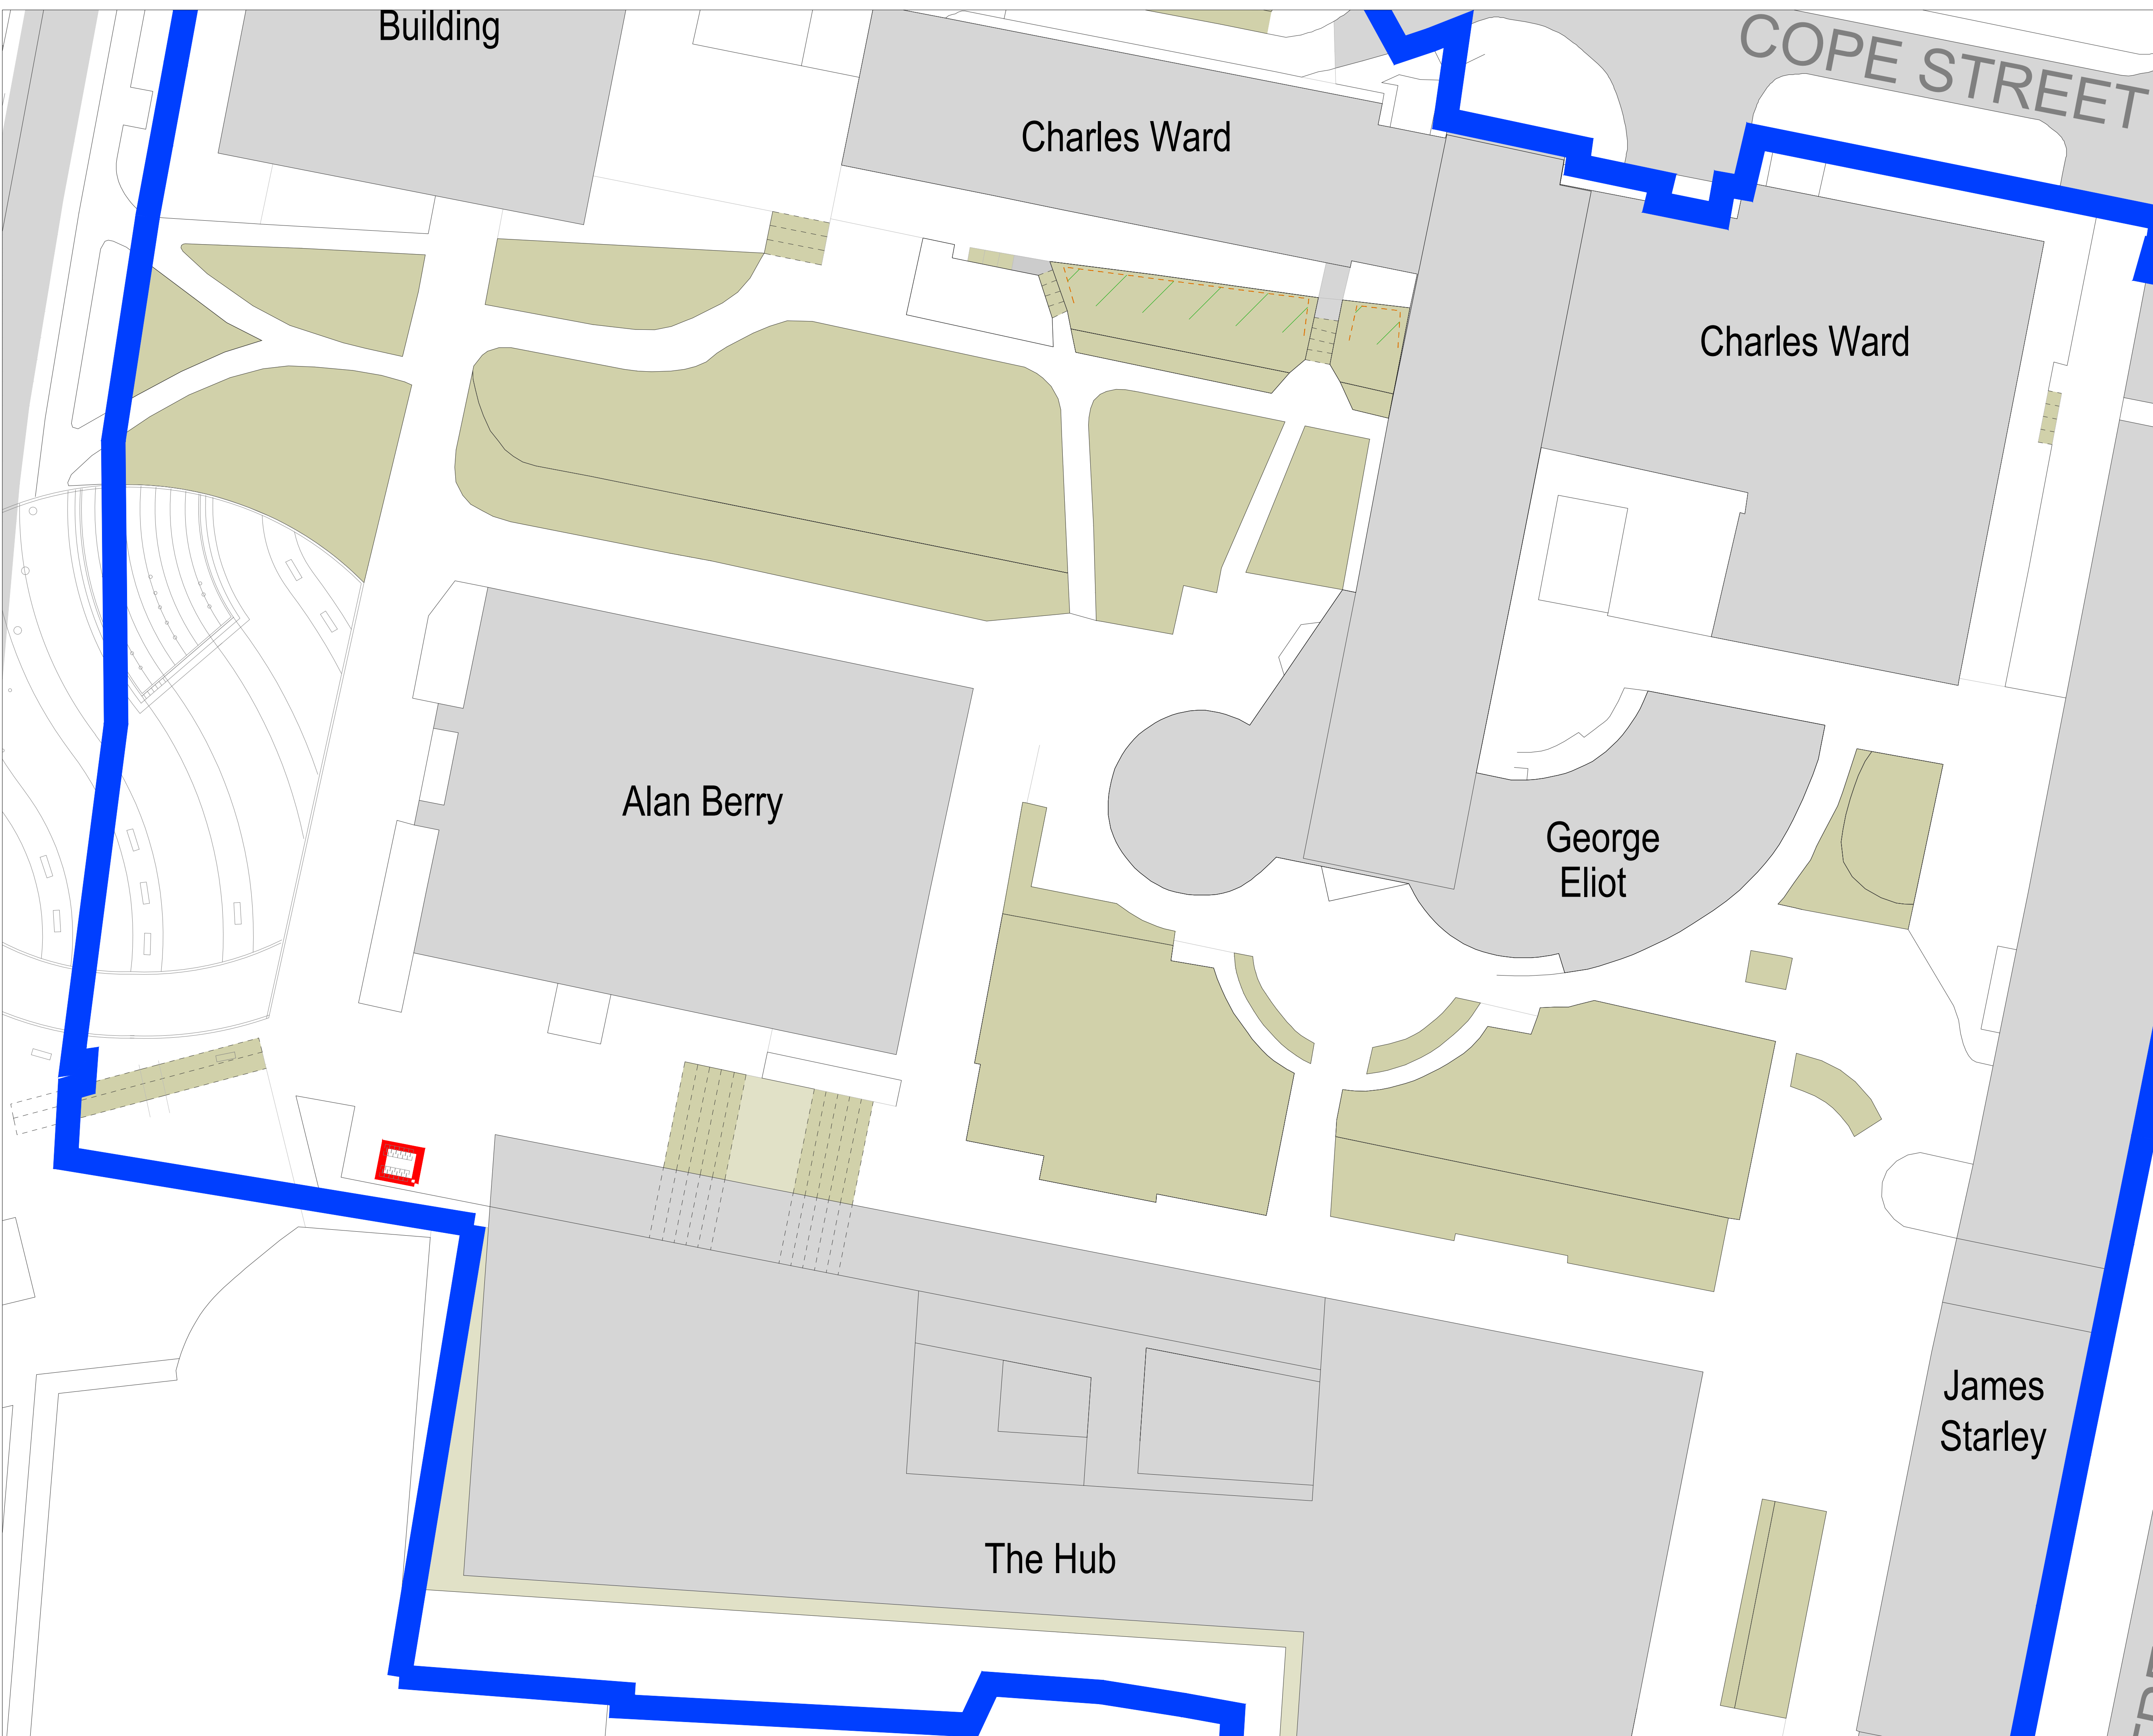 Building
COPE STREET
Charles Ward
Charles Ward
Alan Berry
George
Eliot
James
Starley
The Hub